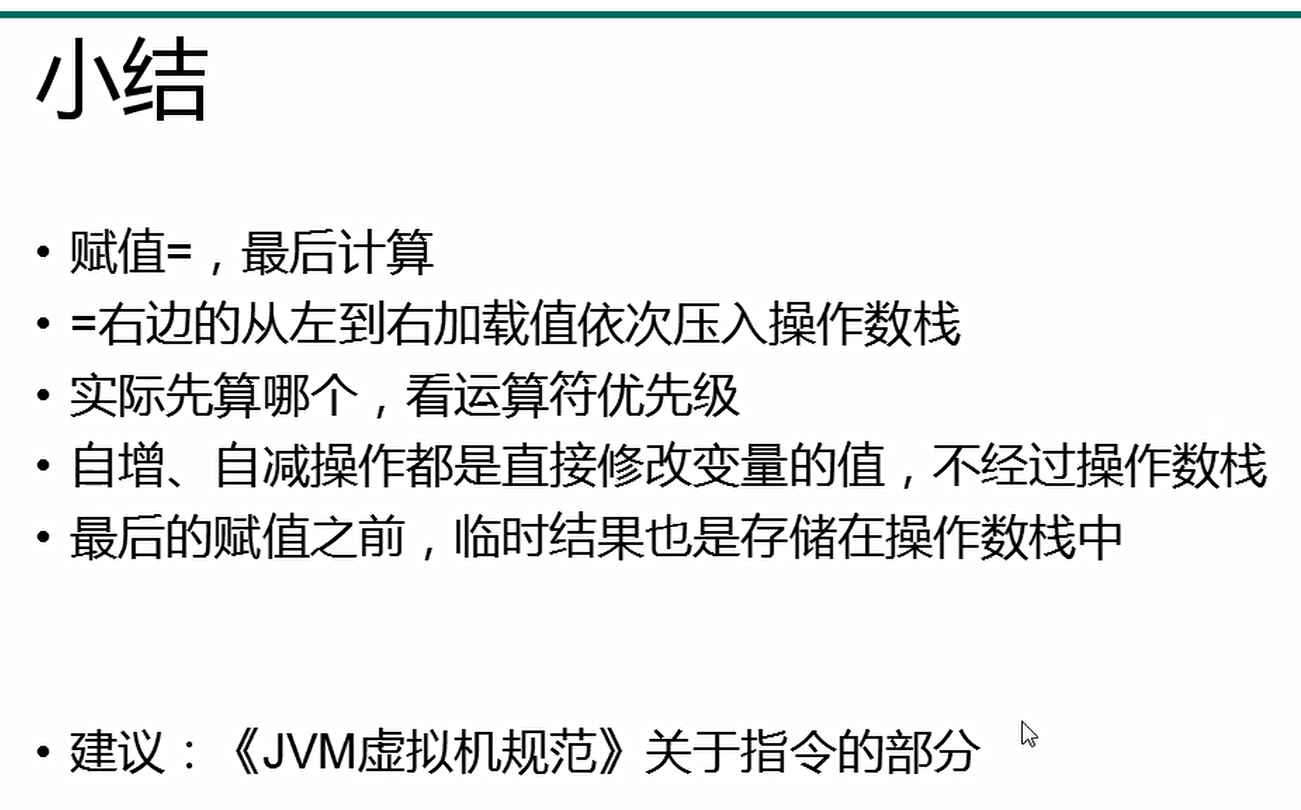 小结
• 赋值=，最后计算
• =右边的从左到右加载值依次压入操作数栈
• 实际先算哪个，看运算符优先级
• 自增、自减操作都是直接修改变量的值，不经过操作数栈
• 最后的赋值之前，临时结果也是存储在操作数栈中
• 建议：《JVM虚拟机规范》关于指令的部分